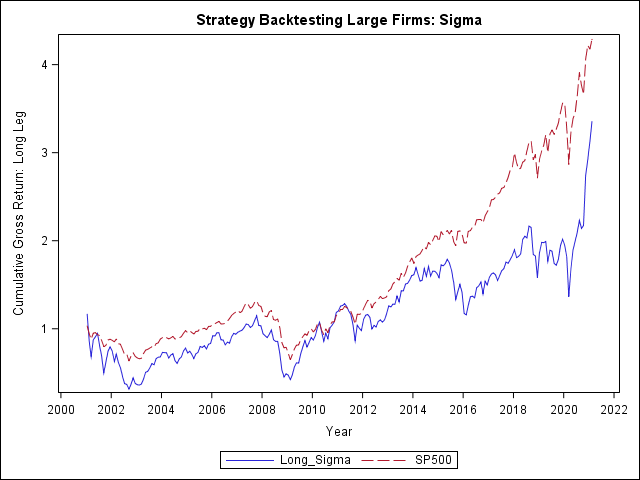 Strategy Backtesting Large Firms: Sigma
Cumulative Gross Return: Long Leg
4
3
2
1
2000 2002 2004 2006 2008 2010 2012 2014 2016 2018 2020 2022
Year
Long_Sigma SP500